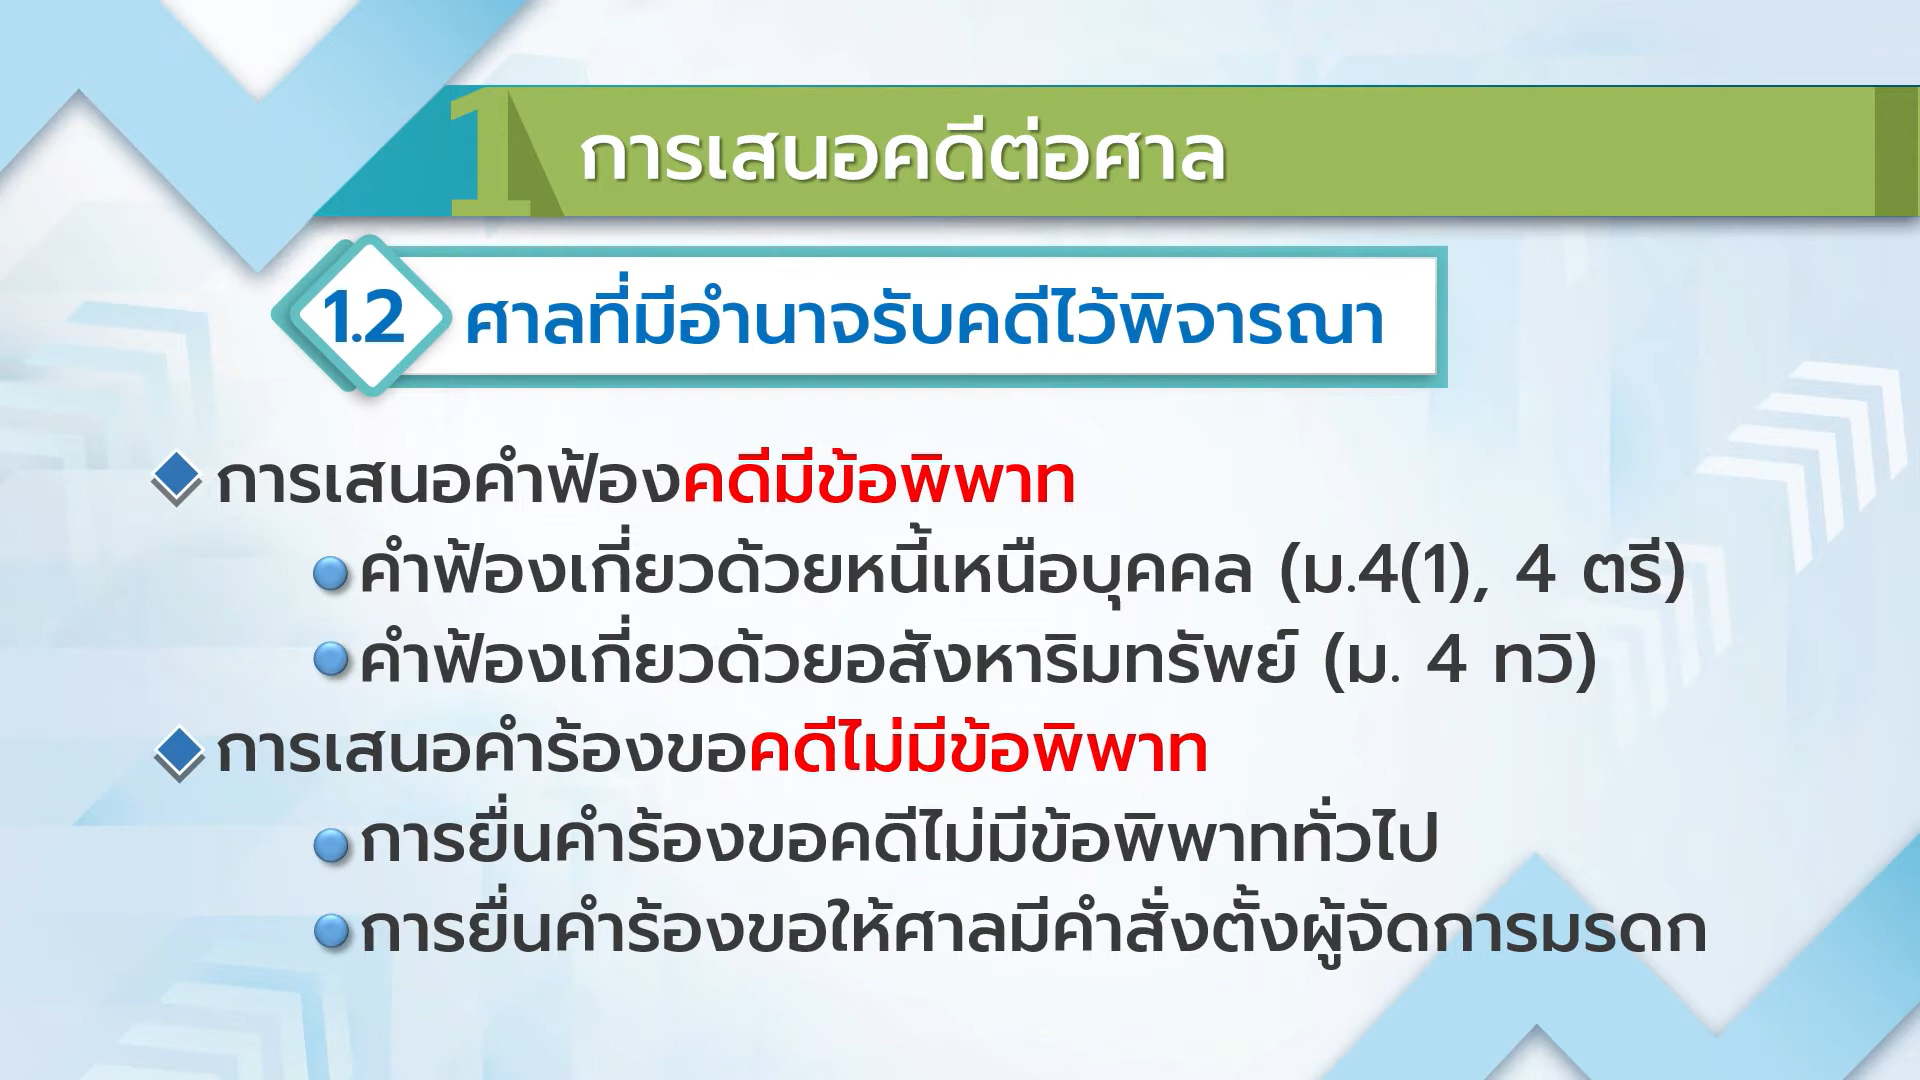 1 การเสนอคดีต่อศาล
1.2 ศาลที่มีอำนาจรับคดีไว้พิจารณา
การเสนอคำฟ้องคดีมีข้อพิพาท
คำฟ้องเกี่ยวด้วยหนี้เหนือบุคคล (ม.4(1), 4 ตรี)
คำฟ้องเกี่ยวด้วยอสังหาริมทรัพย์ (ม. 4 ทวิ)
การเสนอคำร้องขอคดีไม่มีข้อพิพาท
การยื่นคำร้องขอคดีไม่มีข้อพิพาททั่วไป
การยื่นคำร้องขอให้ศาลมีคำสั่งตั้งผู้จัดการมรดก